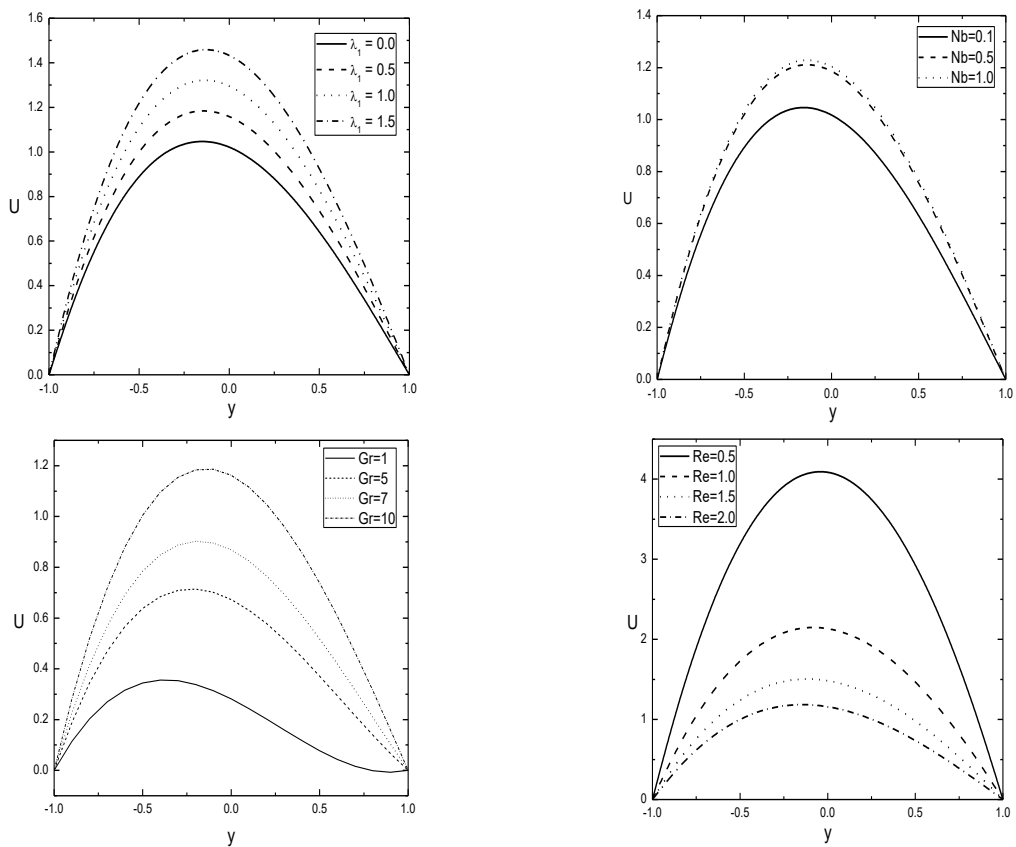 1.6
1.4
1.2
1.0
0.8
0.6
0.4
0.2
0.0
U
-1.0 -0.5 0.0 0.5 1.0
y
λ₁ = 0.0
λ₁ = 0.5
λ₁ = 1.0
λ₁ = 1.5
1.4
1.2
1.0
0.8
0.6
0.4
0.2
0.0
U
-1.0 -0.5 0.0 0.5 1.0
y
Nb=0.1
Nb=0.5
Nb=1.0
1.2
1.0
0.8
0.6
0.4
0.2
0.0
U
-1.0 -0.5 0.0 0.5 1.0
y
Gr=1
Gr=5
Gr=7
Gr=10
4
3
2
1
0
U
-1.0 -0.5 0.0 0.5 1.0
y
Re=0.5
Re=1.0
Re=1.5
Re=2.0